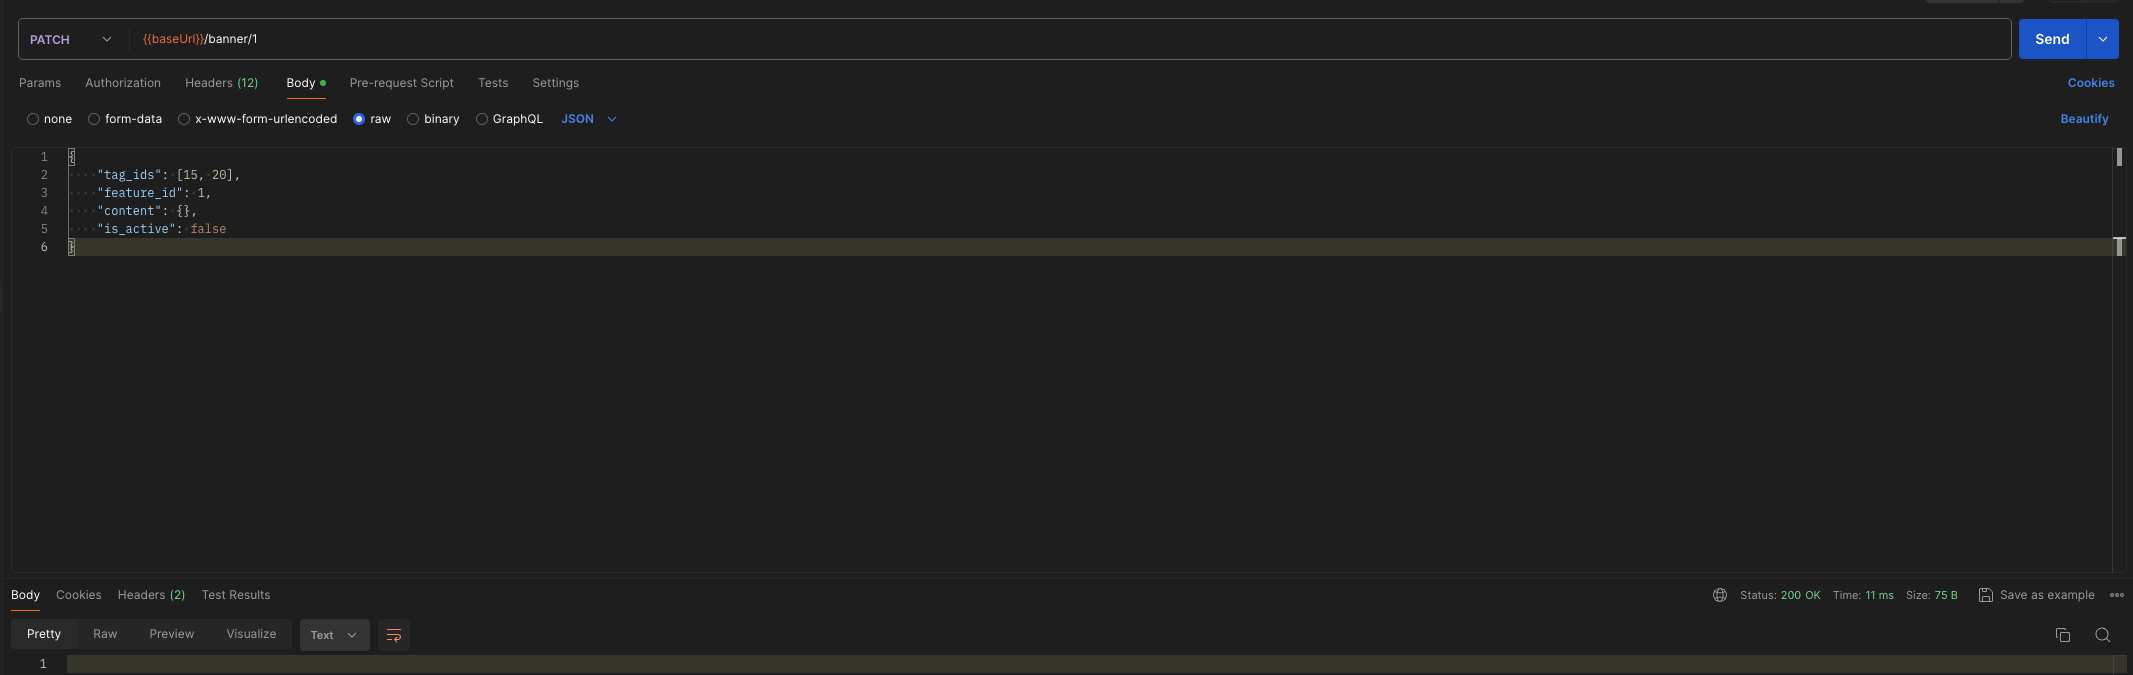 PATCH {{baseUrl}}/banner/1 Send
Params Authorization Headers (12) Body Pre-request Script Tests Settings Cookies
none form-data x-www-form-urlencoded raw binary GraphQL JSON Beautify
1 {
2 ····"tag_ids":·[15,·20],
3 ····"feature_id":·1,
4 ····"content":·{},
5 ····"is_active":·false
6 }
Body Cookies Headers (2) Test Results Status: 200 OK Time: 11 ms Size: 75 B Save as example
Pretty Raw Preview Visualize Text
1